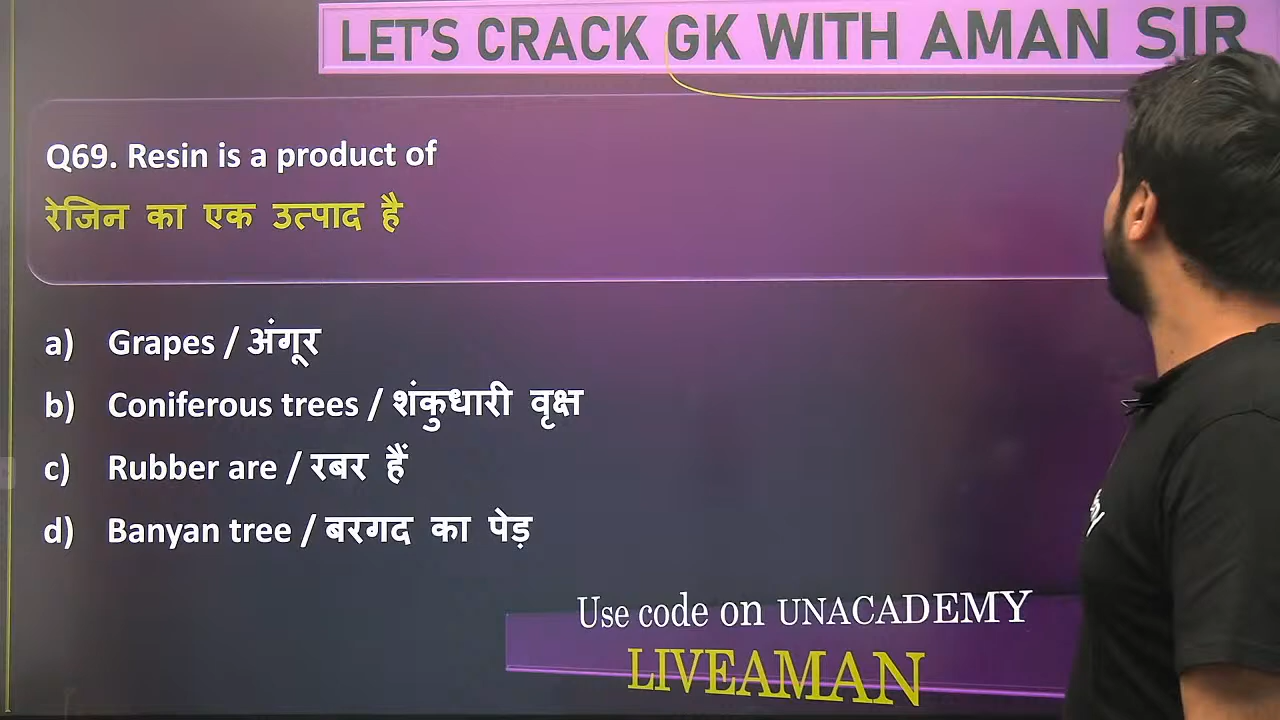 LET'S CRACK GK WITH AMAN SIR
Q69. Resin is a product of
रेजिन का एक उत्पाद है
a) Grapes / अंगूर
b) Coniferous trees / शंकुधारी वृक्ष
c) Rubber are / रबर हैं
d) Banyan tree / बरगद का पेड़
Use code on UNACADEMY
LIVEAMAN